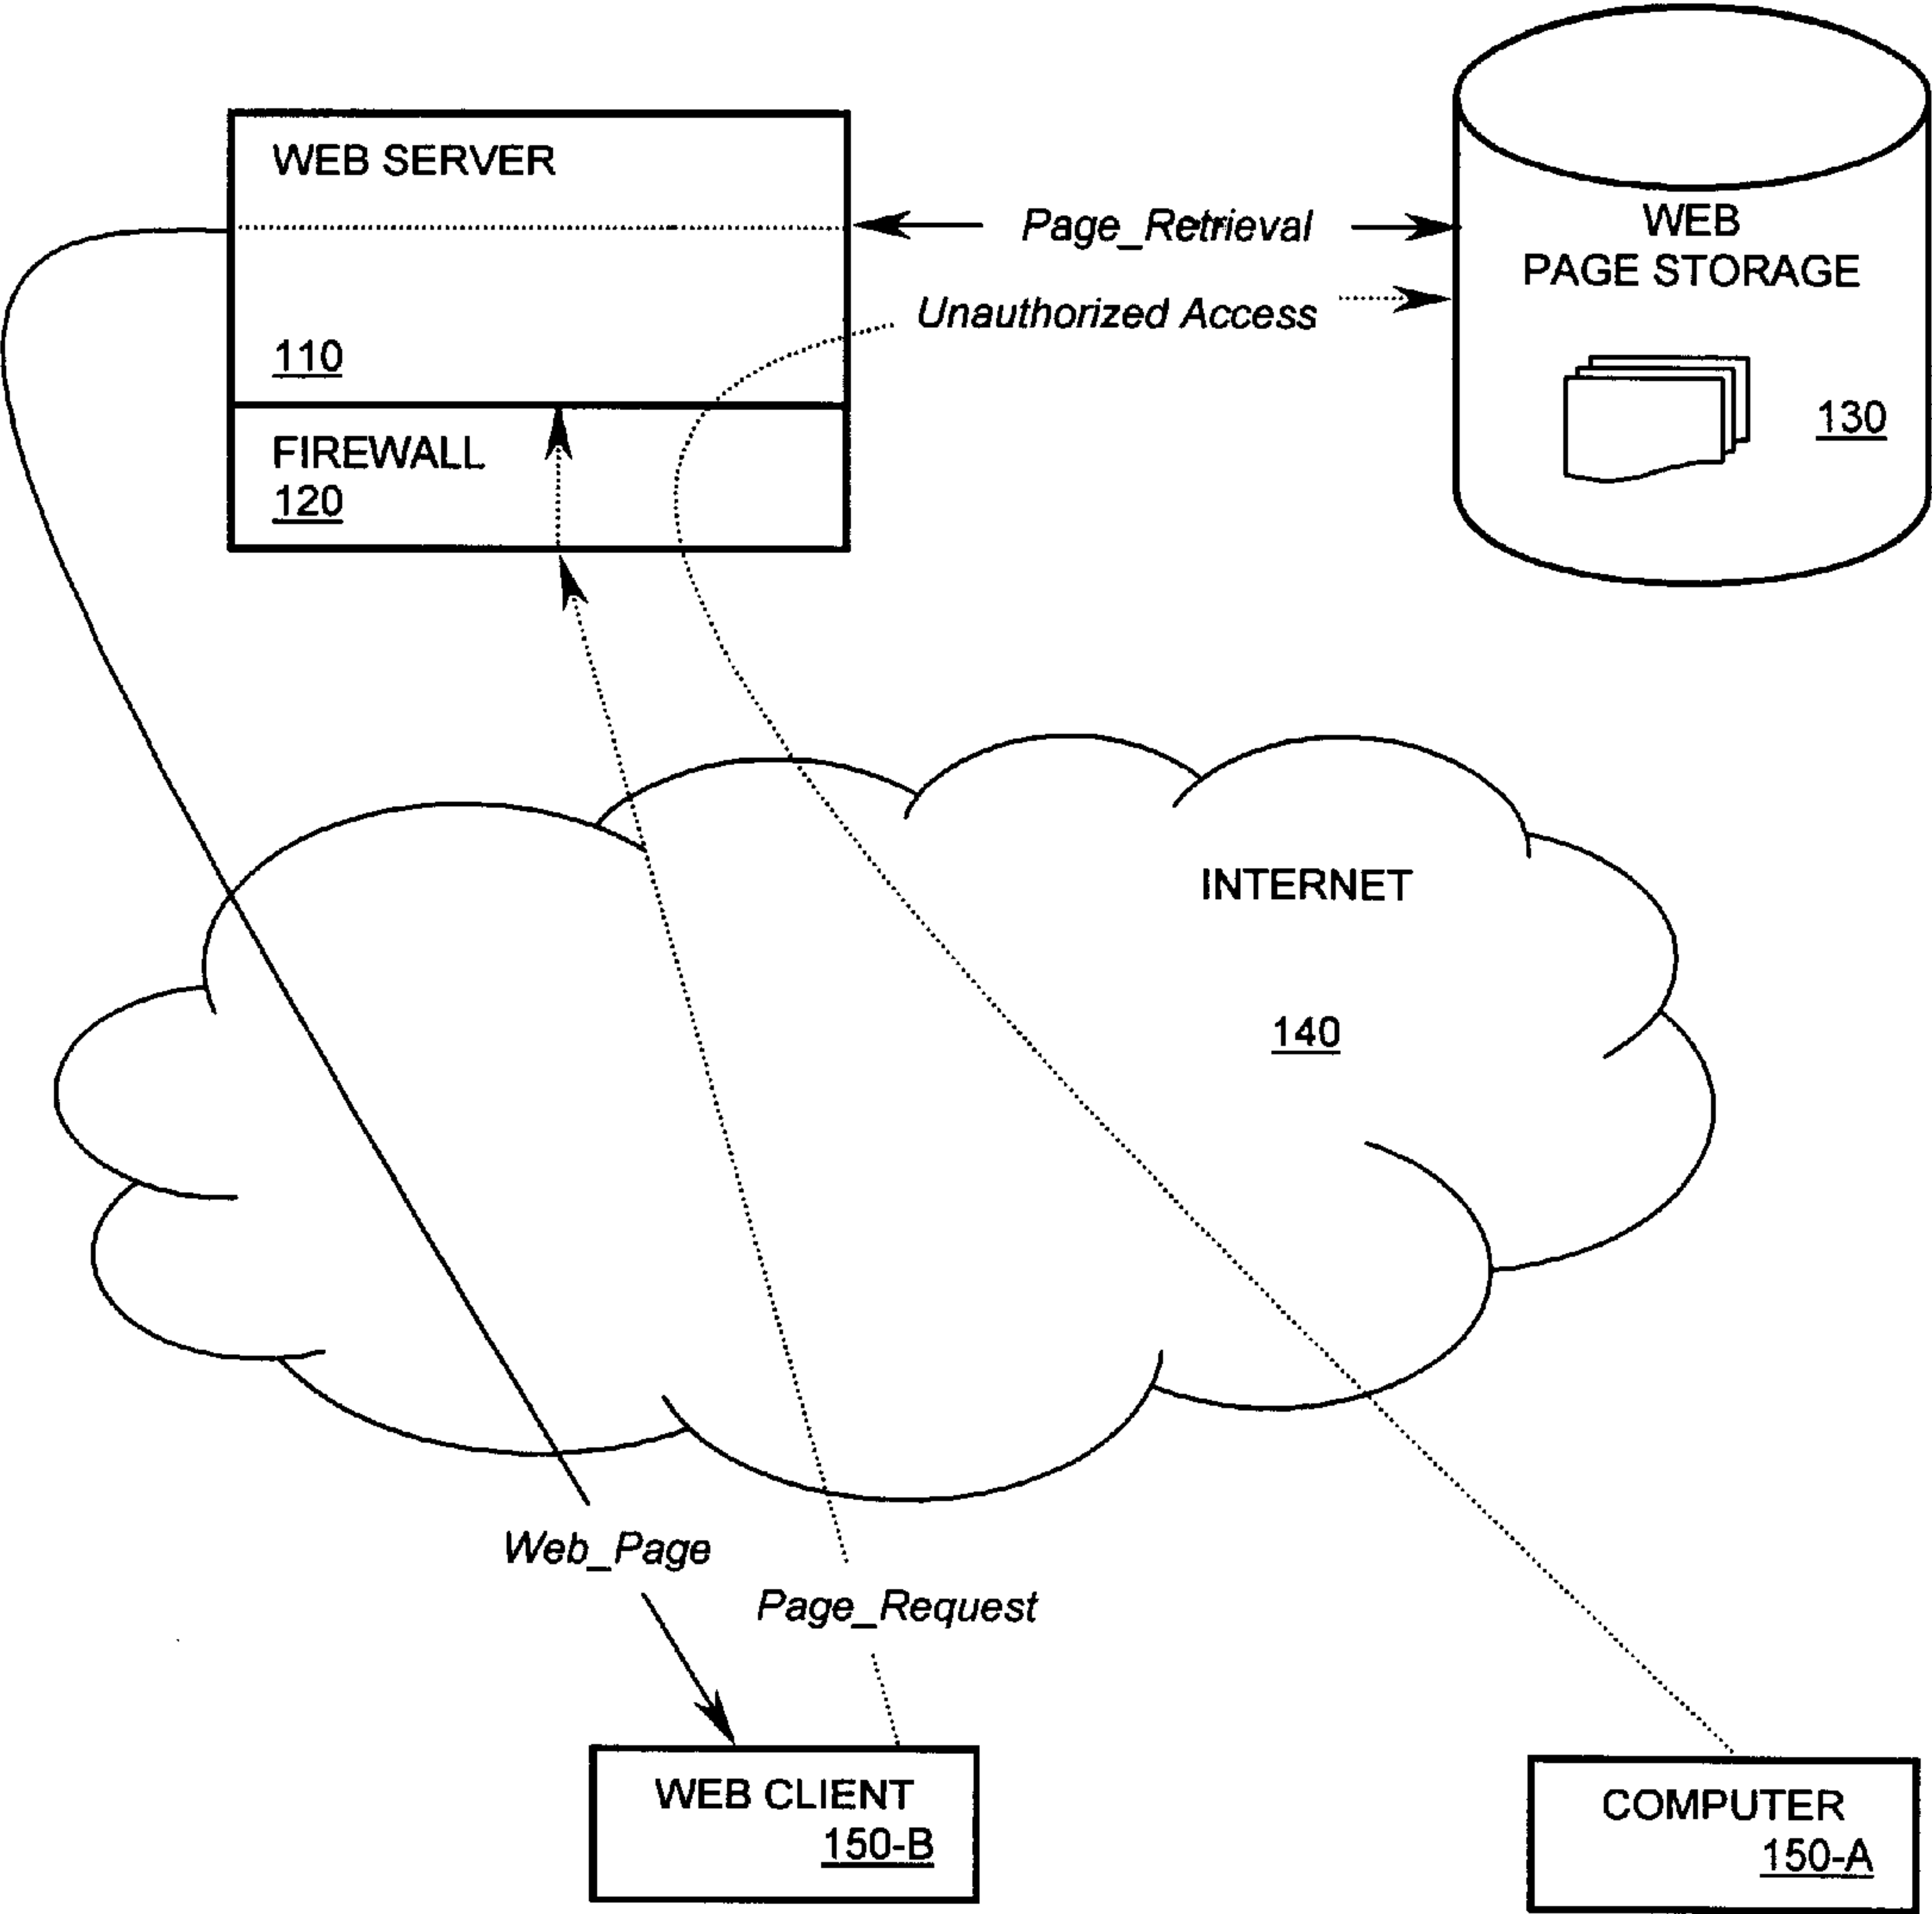 WEB SERVER
110
FIREWALL
120
Page_Retrieval
Unauthorized Access
WEB
PAGE STORAGE
130
INTERNET
140
Web_Page
Page_Request
WEB CLIENT
150-B
COMPUTER
150-A